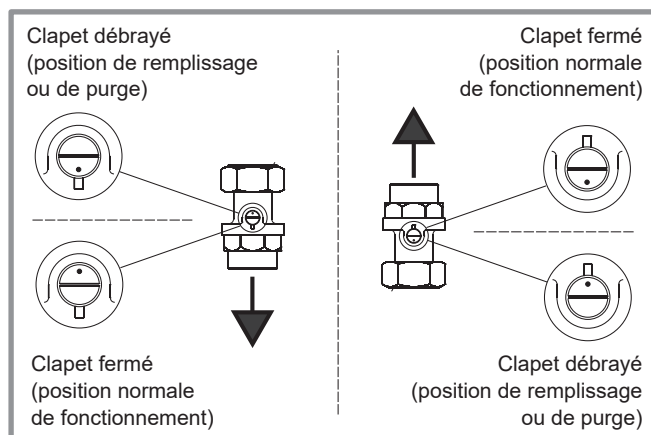 Clapet débrayé
(position de remplissage
ou de purge)
Clapet fermé
(position normale
de fonctionnement)
Clapet fermé
(position normale
de fonctionnement)
Clapet débrayé
(position de remplissage
ou de purge)